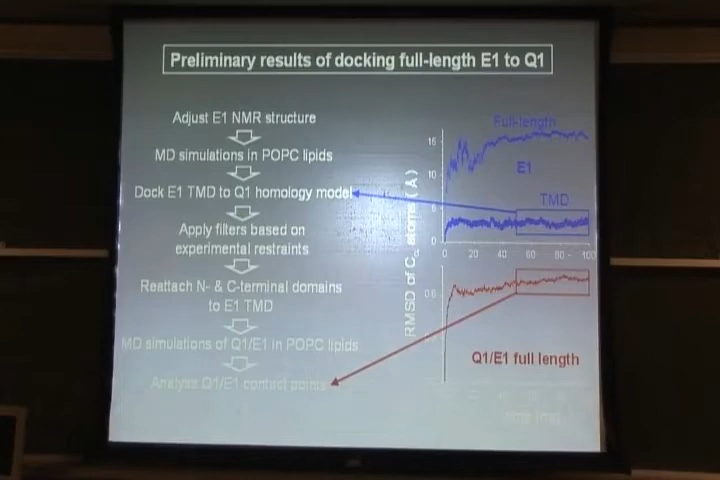 Preliminary results of docking full-length E1 to Q1
Adjust E1 NMR structure
MD simulations in POPC lipids
Dock E1 TMD to Q1 homology model
Apply filters based on
experimental restraints
Reattach N- & C-terminal domains
to E1 TMD
MD simulations of Q1/E1 in POPC lipids
Analyse Q1/E1 contact points
RMSD of Cα atoms (Å)
Full-length
15
10
E1
TMD
5
0
0 20 40 60 80 100
Q1/E1 full length